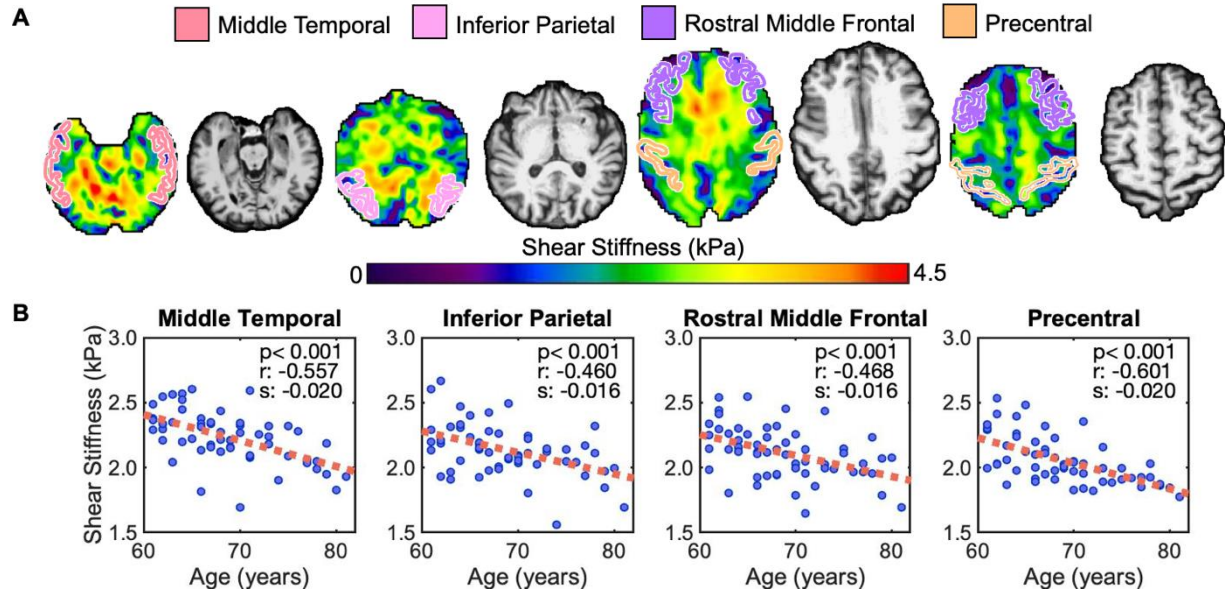 A
Middle Temporal
Inferior Parietal
Rostral Middle Frontal
Precentral
Shear Stiffness (kPa)
0
4.5
B
Middle Temporal
Inferior Parietal
Rostral Middle Frontal
Precentral
Shear Stiffness (kPa)
3.0
2.5
2.0
1.5
p< 0.001
r: -0.557
s: -0.020
60
70
80
Age (years)
3.0
2.5
2.0
1.5
p< 0.001
r: -0.460
s: -0.016
60
70
80
Age (years)
3.0
2.5
2.0
1.5
p< 0.001
r: -0.468
s: -0.016
60
70
80
Age (years)
3.0
2.5
2.0
1.5
p< 0.001
r: -0.601
s: -0.020
60
70
80
Age (years)